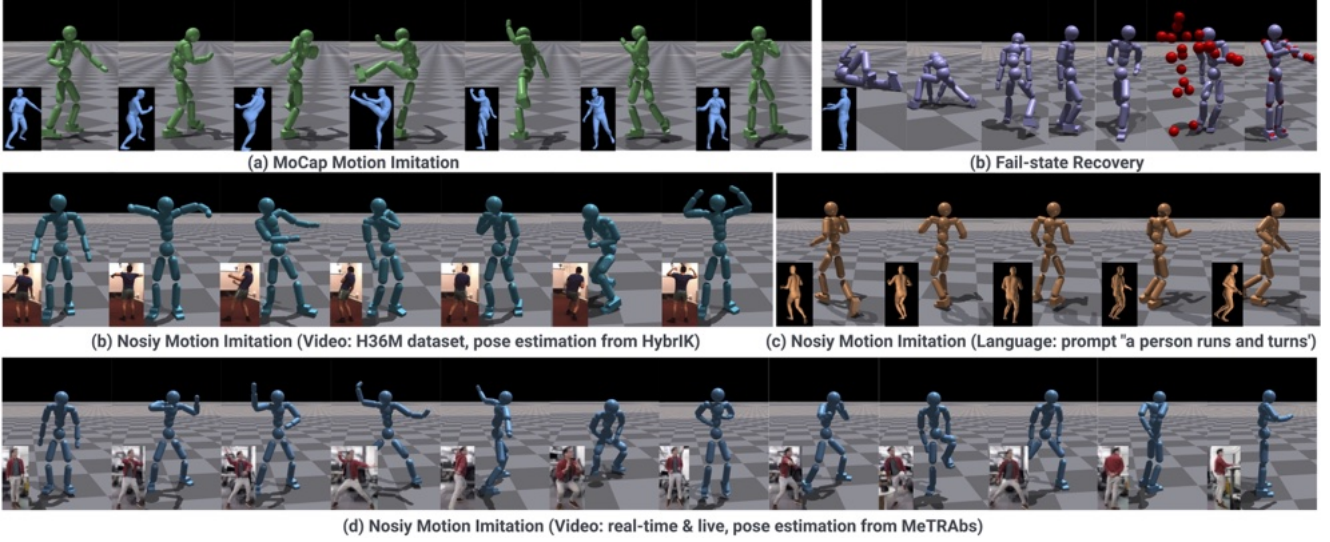 (a) MoCap Motion Imitation
(b) Fail-state Recovery
(b) Nosiy Motion Imitation (Video: H36M dataset, pose estimation from HybrIK)
(c) Nosiy Motion Imitation (Language: prompt "a person runs and turns')
(d) Nosiy Motion Imitation (Video: real-time & live, pose estimation from MeTRAbs)